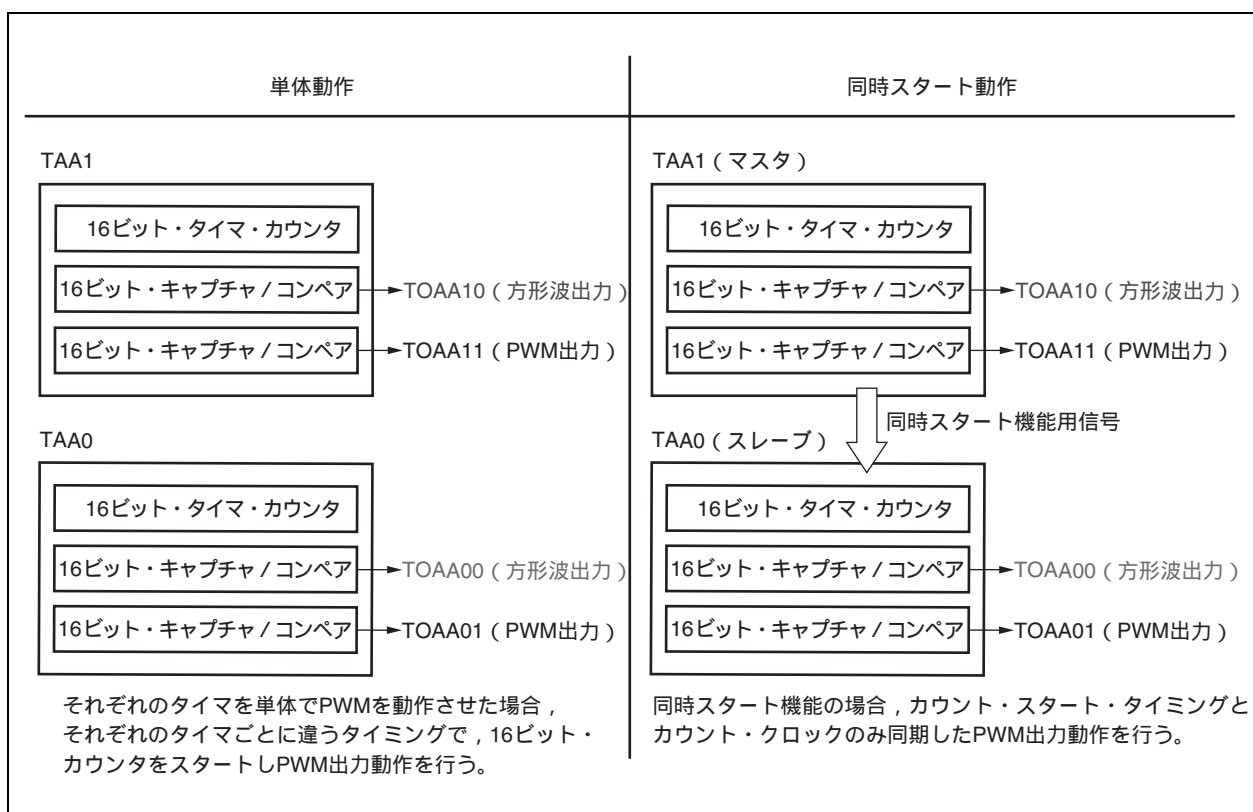 単体動作
TAA1
16ビット・タイマ・カウンタ
16ビット・キャプチャ / コンペア
TOAA10（方形波出力）
16ビット・キャプチャ / コンペア
TOAA11（PWM出力）
TAA0
16ビット・タイマ・カウンタ
16ビット・キャプチャ / コンペア
TOAA00（方形波出力）
16ビット・キャプチャ / コンペア
TOAA01（PWM出力）
それぞれのタイマを単体でPWMを動作させた場合，
それぞれのタイマごとに違うタイミングで，16ビット・
カウンタをスタートしPWM出力動作を行う。
同時スタート動作
TAA1（マスタ）
16ビット・タイマ・カウンタ
16ビット・キャプチャ / コンペア
TOAA10（方形波出力）
16ビット・キャプチャ / コンペア
TOAA11（PWM出力）
同時スタート機能用信号
TAA0（スレーブ）
16ビット・タイマ・カウンタ
16ビット・キャプチャ / コンペア
TOAA00（方形波出力）
16ビット・キャプチャ / コンペア
TOAA01（PWM出力）
同時スタート機能の場合，カウント・スタート・タイミングと
カウント・クロックのみ同期したPWM出力動作を行う。